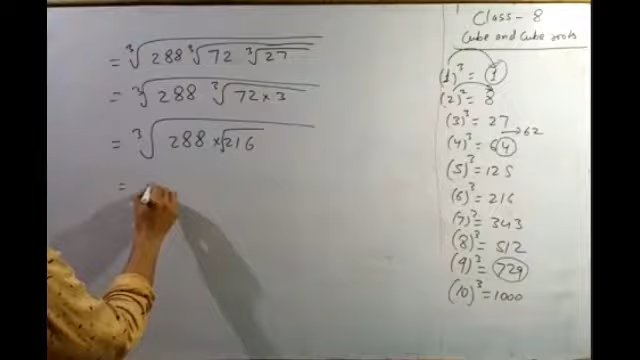 = ∛288 ∛72 ∛27
= ∛288 ∛72×3
= ∛288×√216
=
Class - 8
Cube and Cube roots
(1)³ = 1
(2)³ = 8
(3)³ = 27
→ 62
(4)³ = 64
(5)³ = 125
(6)³ = 216
(7)³ = 343
(8)³ = 512
(9)³ = 729
(10)³ = 1000